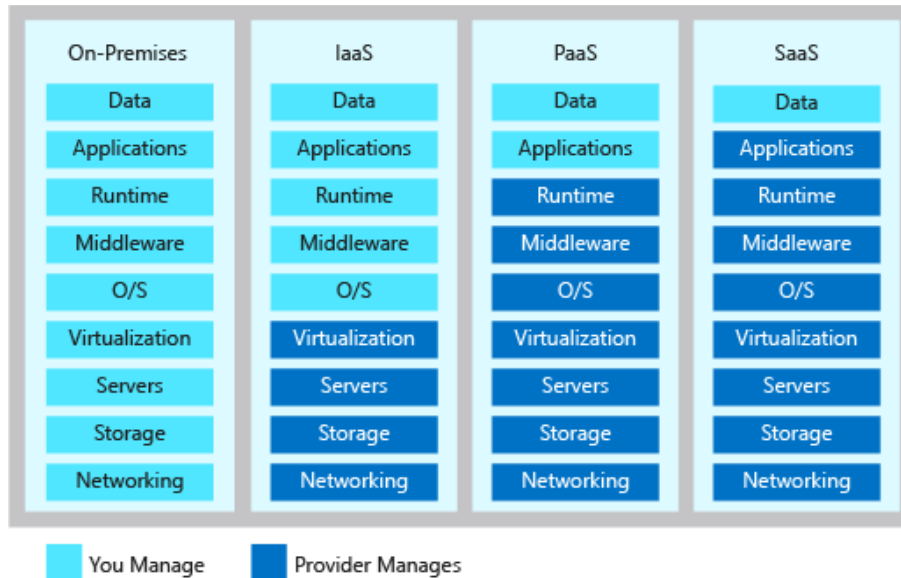 On-Premises
Data
Applications
Runtime
Middleware
O/S
Virtualization
Servers
Storage
Networking
IaaS
Data
Applications
Runtime
Middleware
O/S
Virtualization
Servers
Storage
Networking
PaaS
Data
Applications
Runtime
Middleware
O/S
Virtualization
Servers
Storage
Networking
SaaS
Data
Applications
Runtime
Middleware
O/S
Virtualization
Servers
Storage
Networking
You Manage
Provider Manages